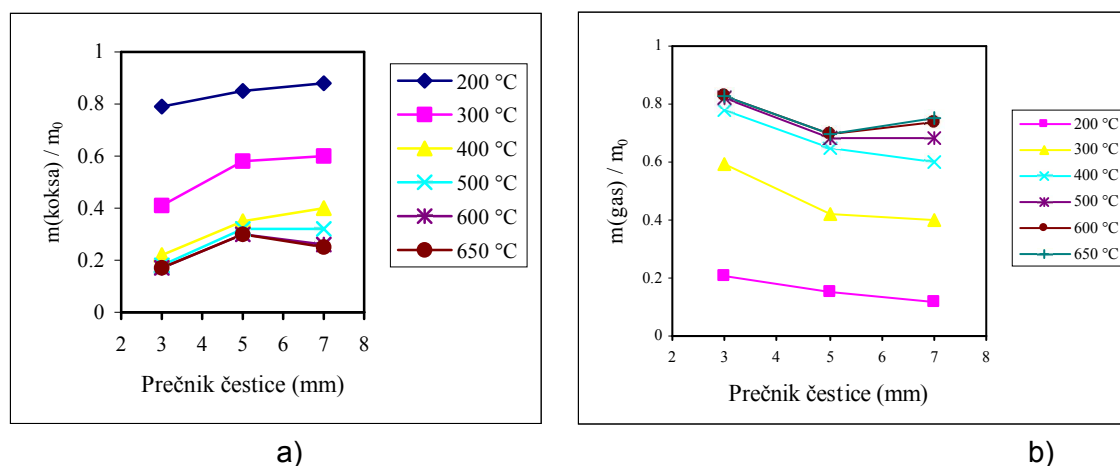 m(koksa) / m0
1
0.8
0.6
0.4
0.2
0
2 3 4 5 6 7 8
Prečnik čestice (mm)
200 °C
300 °C
400 °C
500 °C
600 °C
650 °C
a)
m(gas) / m0
1
0.8
0.6
0.4
0.2
0
2 3 4 5 6 7 8
Prečnik čestice (mm)
200 °C
300 °C
400 °C
500 °C
600 °C
650 °C
b)